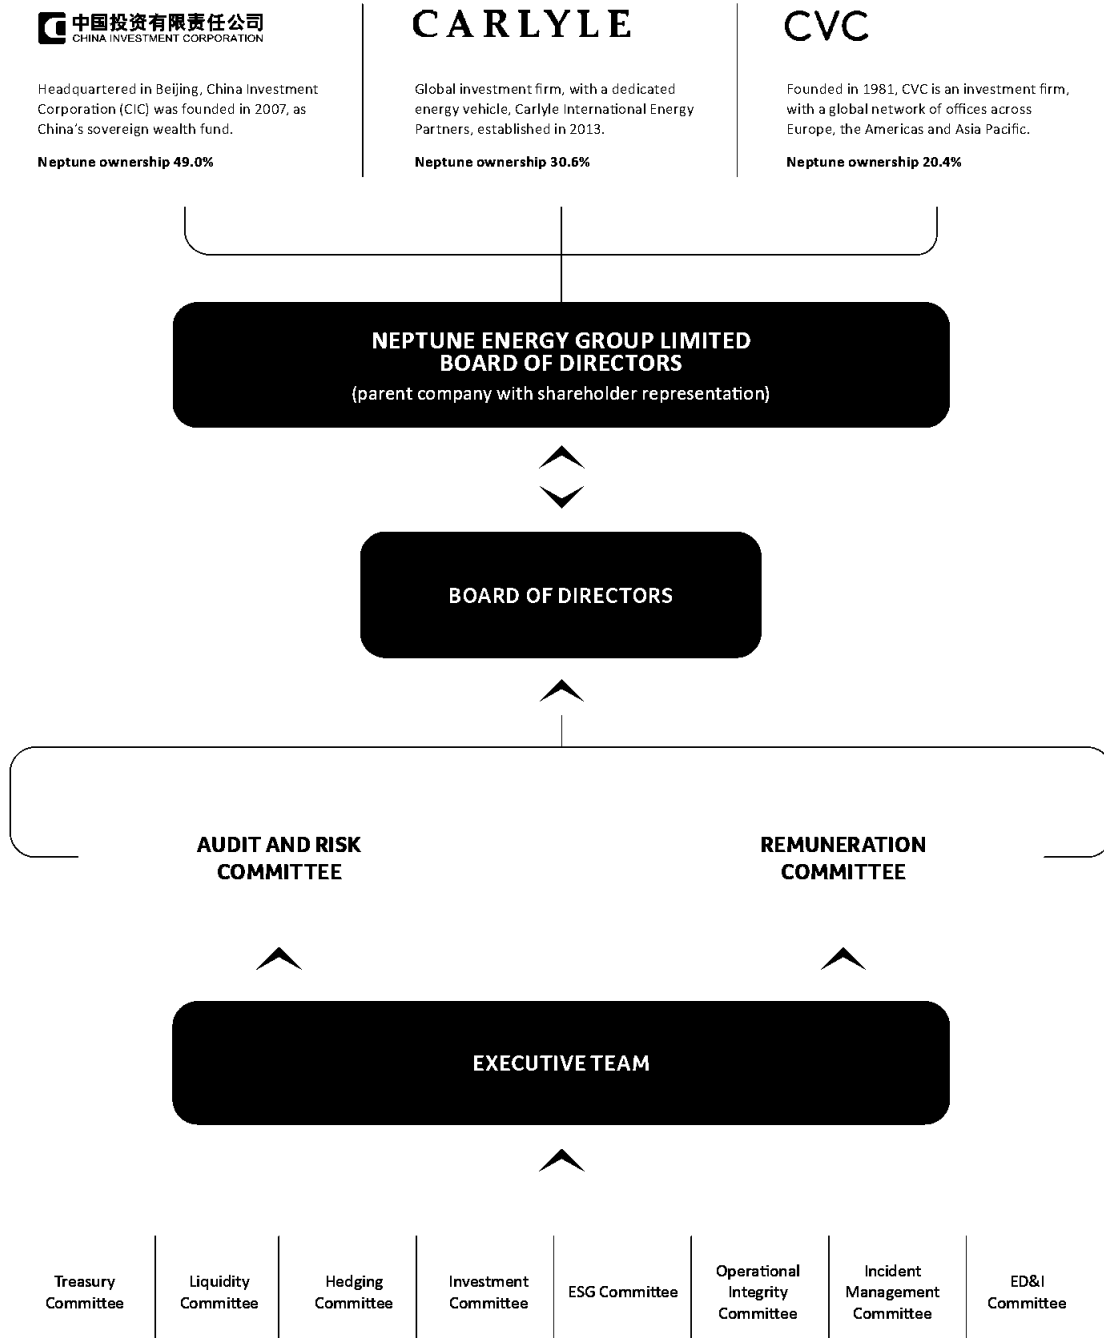 中国投资有限责任公司
CHINA INVESTMENT CORPORATION
Headquartered in Beijing, China Investment
Corporation (CIC) was founded in 2007, as
China's sovereign wealth fund.
Neptune ownership 49.0%
CARLYLE
Global investment firm, with a dedicated
energy vehicle, Carlyle International Energy
Partners, established in 2013.
Neptune ownership 30.6%
CVC
Founded in 1981, CVC is an investment firm,
with a global network of offices across
Europe, the Americas and Asia Pacific.
Neptune ownership 20.4%
NEPTUNE ENERGY GROUP LIMITED
BOARD OF DIRECTORS
(parent company with shareholder representation)
BOARD OF DIRECTORS
AUDIT AND RISK
COMMITTEE
REMUNERATION
COMMITTEE
EXECUTIVE TEAM
Treasury
Committee
Liquidity
Committee
Hedging
Committee
Investment
Committee
ESG Committee
Operational
Integrity
Committee
Incident
Management
Committee
ED&I
Committee